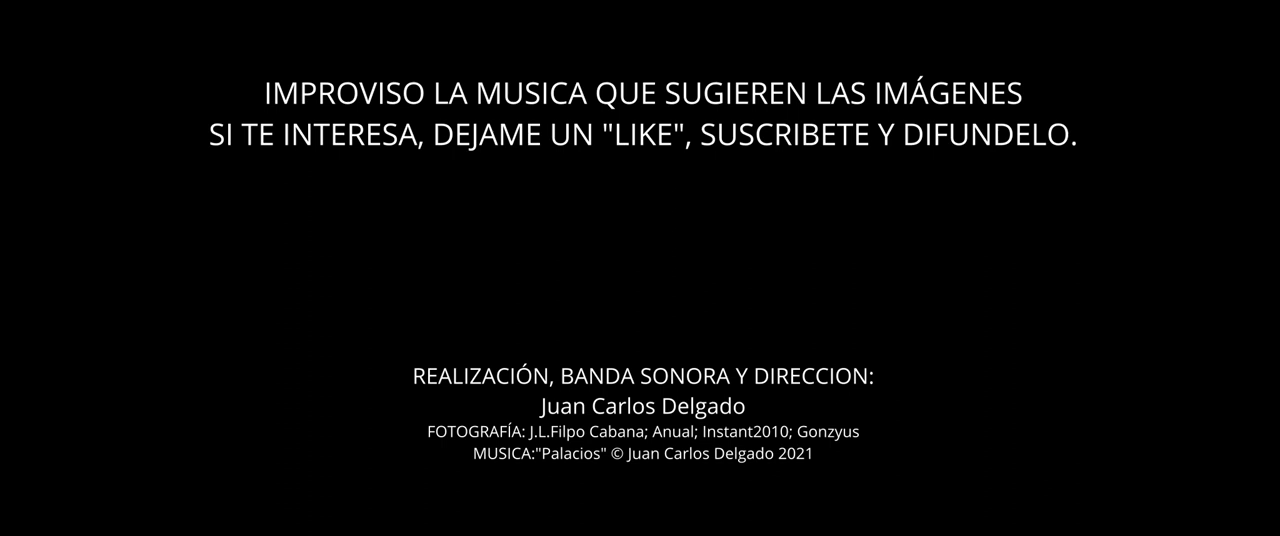 IMPROVISO LA MUSICA QUE SUGIEREN LAS IMÁGENES
SI TE INTERESA, DEJAME UN "LIKE", SUSCRIBETE Y DIFUNDELO.
REALIZACIÓN, BANDA SONORA Y DIRECCION:
Juan Carlos Delgado
FOTOGRAFÍA: J.L.Filpo Cabana; Anual; Instant2010; Gonzyus
MUSICA:"Palacios" © Juan Carlos Delgado 2021